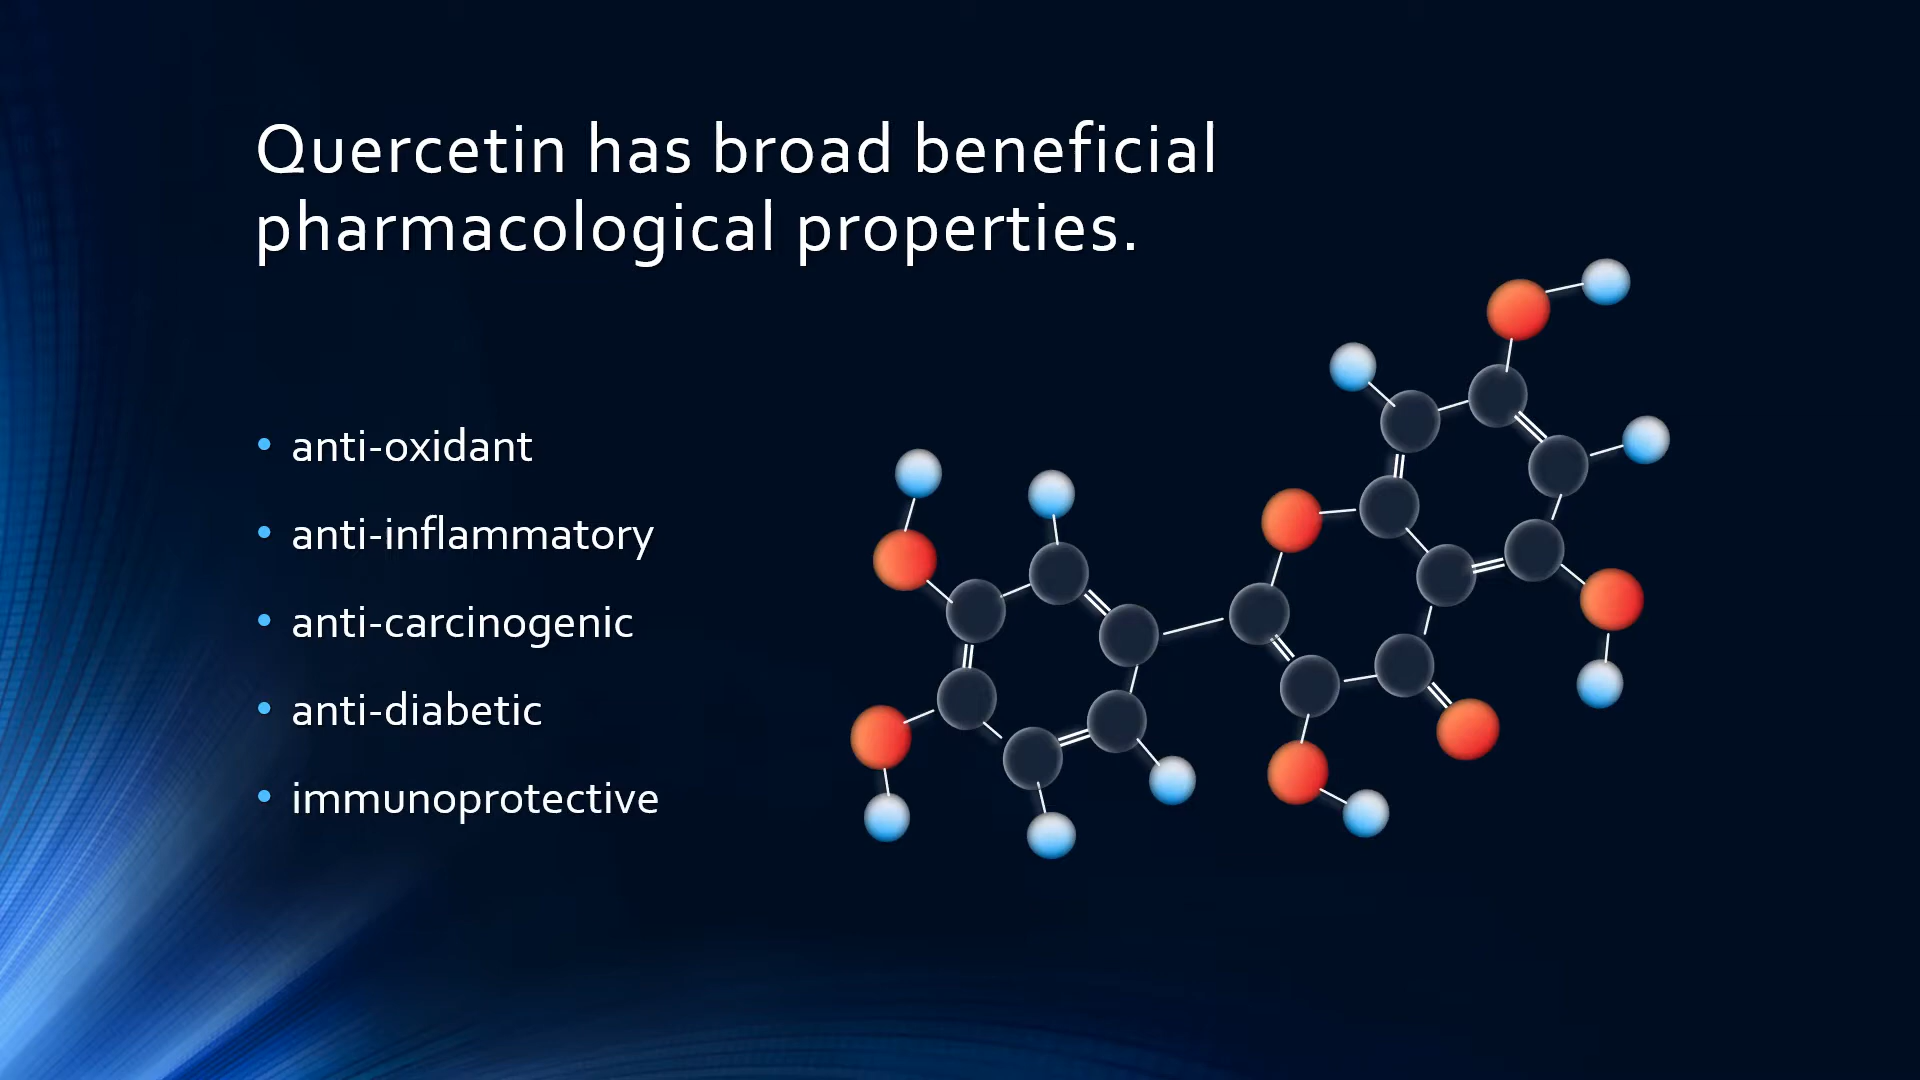 Quercetin has broad beneficial
pharmacological properties.
• anti-oxidant
• anti-inflammatory
• anti-carcinogenic
• anti-diabetic
• immunoprotective